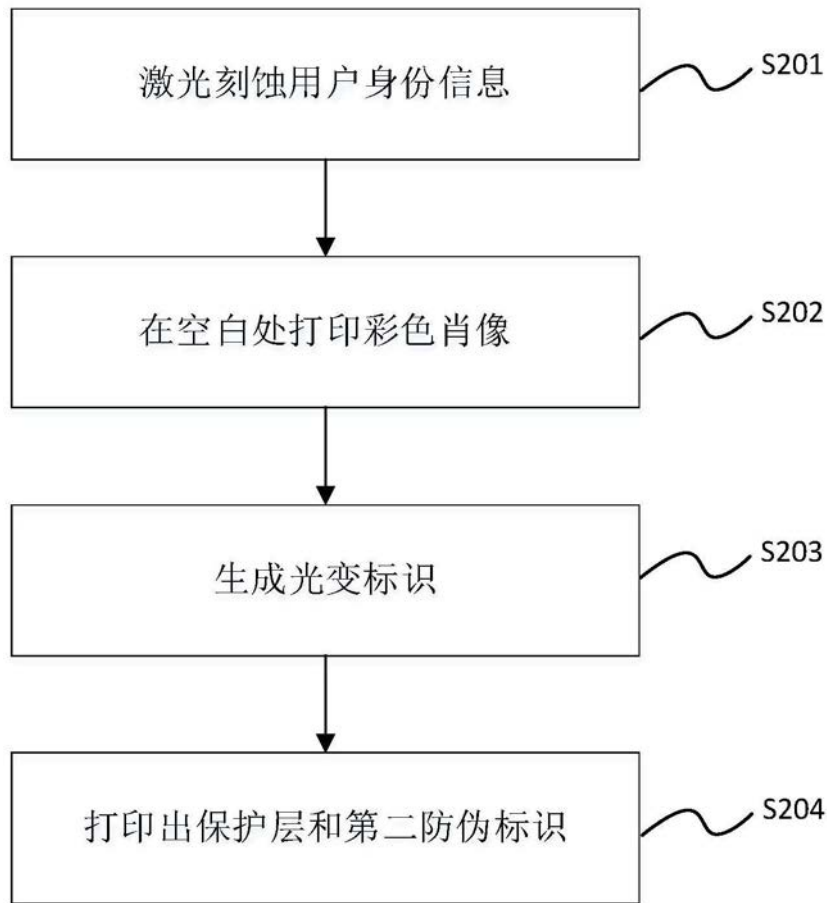 激光刻蚀用户身份信息
S201
在空白处打印彩色肖像
S202
生成光变标识
S203
打印出保护层和第二防伪标识
S204